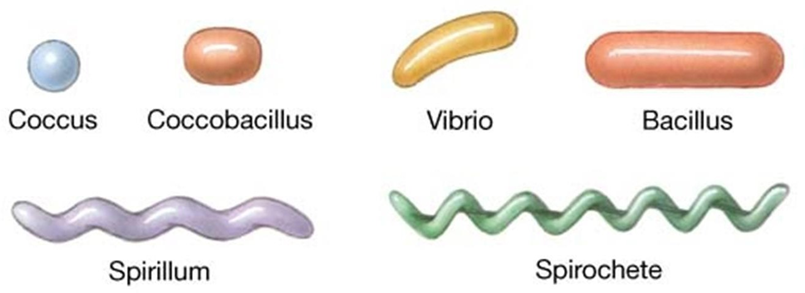 Coccus
Coccobacillus
Vibrio
Bacillus
Spirillum
Spirochete